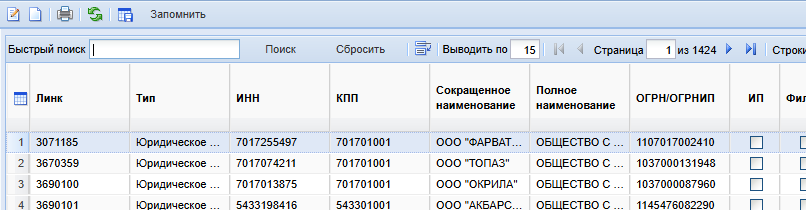 Запомнить
Быстрый поиск Поиск Сбросить Выводить по 15 Страница 1 из 1424 Строки
Линк Тип ИНН КПП Сокращенное наименование Полное наименование ОГРН/ОГРНИП ИП Фил
1 3071185 Юридическое ... 7017255497 701701001 ООО "ФАРВАТ... ОБЩЕСТВО С ... 1107017002410
2 3670359 Юридическое ... 7017074211 701701001 ООО "ТОПАЗ" ОБЩЕСТВО С ... 1037000131948
3 3690100 Юридическое ... 7017013875 701701001 ООО "ОКРИЛА" ОБЩЕСТВО С ... 1037000087960
4 3690101 Юридическое ... 5433198416 543301001 ООО "АКБАРС... ОБЩЕСТВО С ... 1145476082290